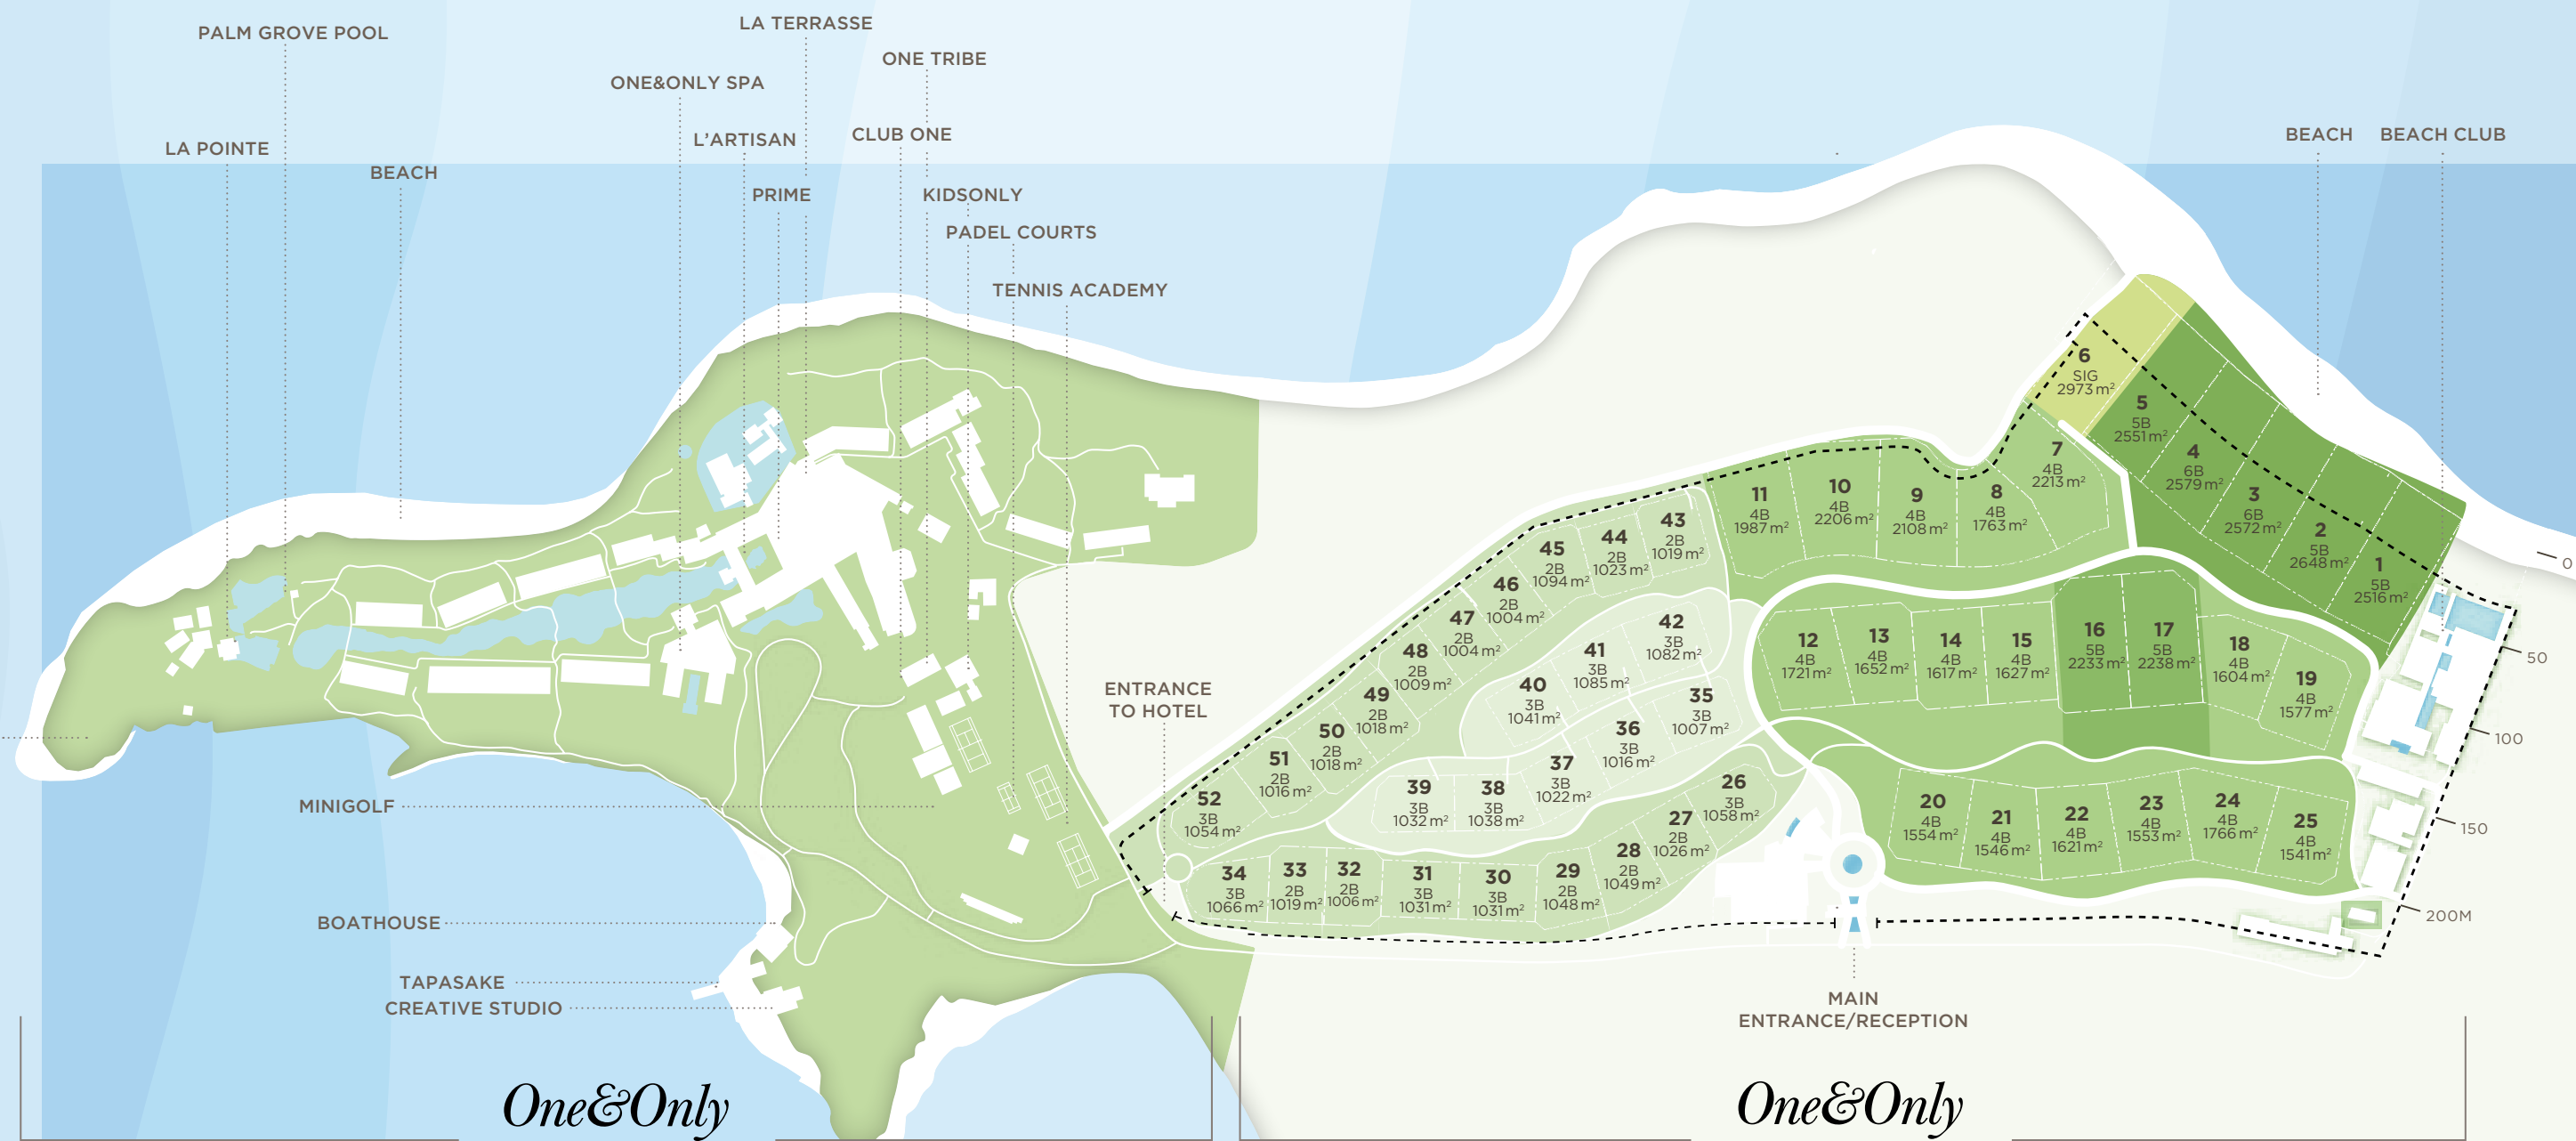 PALM GROVE POOL
LA TERRASSE
ONE TRIBE
ONE&ONLY SPA
LA POINTE
L'ARTISAN
CLUB ONE
BEACH
BEACH CLUB
BEACH
PRIME
KIDSONLY
PADEL COURTS
TENNIS ACADEMY
6
SIG
2973 m²
5
5B
2551 m²
4
6B
2579 m²
3
6B
2572 m²
2
5B
2648 m²
1
5B
2516 m²
7
4B
2213 m²
8
4B
1763 m²
9
4B
2108 m²
10
4B
2206 m²
11
4B
1987 m²
43
2B
1019 m²
44
2B
1023 m²
45
2B
1094 m²
46
2B
1004 m²
47
2B
1004 m²
48
2B
1009 m²
49
2B
1018 m²
50
2B
1018 m²
51
2B
1016 m²
52
3B
1054 m²
42
3B
1082 m²
41
3B
1085 m²
40
3B
1041 m²
35
3B
1007 m²
36
3B
1016 m²
37
3B
1022 m²
38
3B
1038 m²
39
3B
1032 m²
12
4B
1721 m²
13
4B
1652 m²
14
4B
1617 m²
15
4B
1627 m²
16
5B
2233 m²
17
5B
2238 m²
18
4B
1604 m²
19
4B
1577 m²
20
4B
1554 m²
21
4B
1546 m²
22
4B
1621 m²
23
4B
1553 m²
24
4B
1766 m²
25
4B
1541 m²
26
3B
1058 m²
27
2B
1026 m²
28
2B
1049 m²
29
2B
1048 m²
30
3B
1031 m²
31
3B
1031 m²
32
2B
1006 m²
33
2B
1019 m²
34
3B
1066 m²
0
50
100
150
200M
ENTRANCE
TO HOTEL
MINIGOLF
BOATHOUSE
TAPASAKE
CREATIVE STUDIO
MAIN
ENTRANCE/RECEPTION
One&Only
One&Only